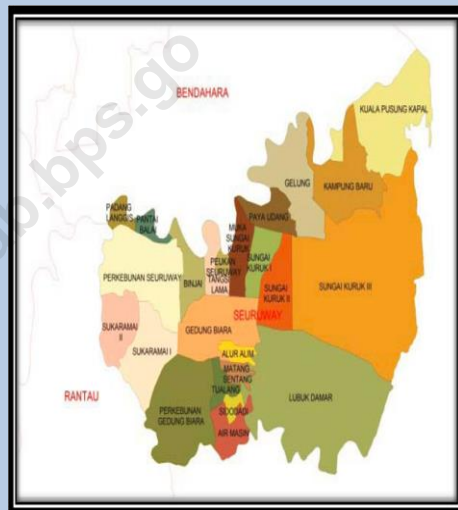 BENDAHARA
KUALA PUSUNG KAPAL
GELUNG
KAMPUNG BARU
PADANG
LANGGIS
PANTAI
BALAI
PAYA UDANG
MUKA
SUNGAI
KURUK
PEUKAN
SEURUWAY
SUNGAI
KURUK I
PERKEBUNAN SEURUWAY
BINJAI
TANGSI
LAMA
SUNGAI
KURUK II
SUNGAI KURUK III
SEURUWAY
SUKARAMAI
II
GEDUNG BIARA
SUKARAMAI I
ALUR ALIM
MATANG
SENTANG
TUALANG
RANTAU
LUBUK DAMAR
PERKEBUNAN
GEDUNG BIARA
SIDODADI
AIR MASIN
ab.bps.go